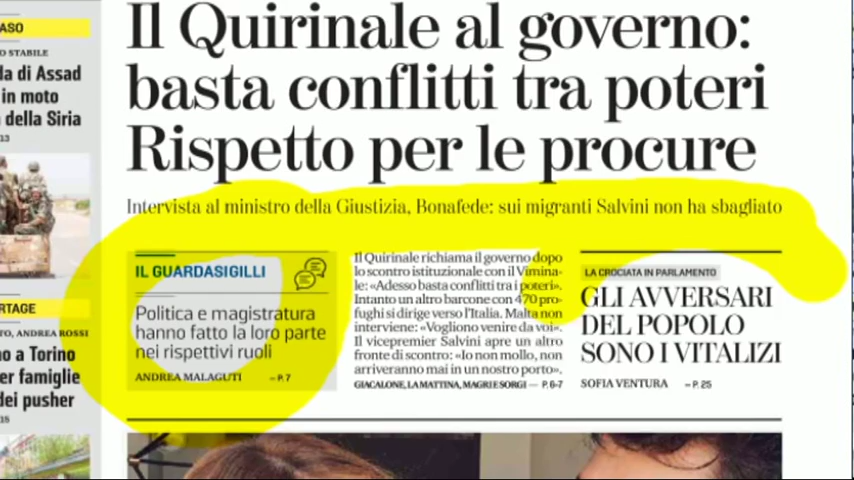 Il Quirinale al governo:
basta conflitti tra poteri
Rispetto per le procure
Intervista al ministro della Giustizia, Bonafede: sui migranti Salvini non ha sbagliato
ASO
O STABILE
da di Assad
in moto
della Siria
13
RTAGE
TO, ANDREA ROSSI
no a Torino
er famiglie
dei pusher
IL GUARDASIGILLI
Politica e magistratura
hanno fatto la loro parte
nei rispettivi ruoli
ANDREA MALAGUTI – P. 7
Il Quirinale richiama il governo dopo
lo scontro istituzionale con il Vimina-
le: «Adesso basta conflitti tra i poteri».
Intanto un altro barcone con 470 pro-
fughi si dirige verso l'Italia. Malta non
interviene: «Vogliono venire da voi».
Il vicepremier Salvini apre un altro
fronte di scontro: «Io non mollo, non
arriveranno mai in un nostro porto».
GIACALONE, LA MATTINA, MAGRI E SORGI — P. 6-7
LA CROCIATA IN PARLAMENTO
GLI AVVERSARI
DEL POPOLO
SONO I VITALIZI
SOFIA VENTURA – P. 25